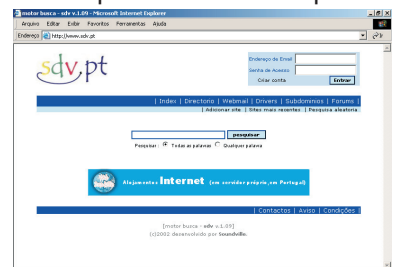 motor busca - sdv v.1.09 - Microsoft Internet Explorer
Arquivo Editar Exibir Favoritos Ferramentas Ajuda
Endereço http://www.sdv.pt Ir
sdv.pt
Endereço de Email
Senha de Acesso
Criar conta Entrar
| Index | Directorio | Webmail | Drivers | Subdominios | Forums |
| Adicionar site | Sites mais recentes | Pesquisa aleatoria
pesquisar
Pesquisar : Todas as palavras Qualquer palavra
Alojamentos Internet (em servidor próprio, em Portugal)
| Contactos | Aviso | Condições |
[motor busca - sdv v.1.09]
(c)2002 desenvolvido por Soundville.